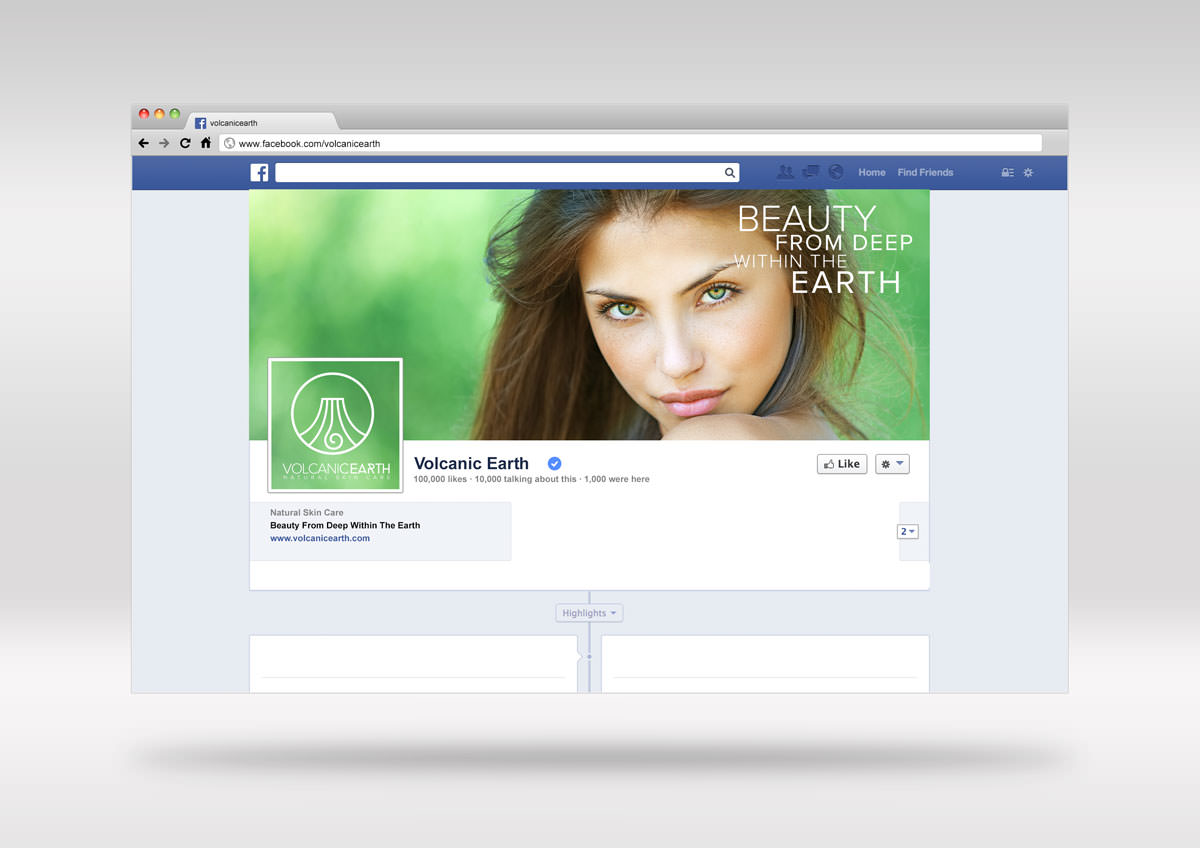 volcanicearth
www.facebook.com/volcanicearth
f
Home Find Friends
BEAUTY
FROM DEEP
WITHIN THE
EARTH
VOLCANICEARTH
NATURAL SKIN CARE
Volcanic Earth
Like
100,000 likes · 10,000 talking about this · 1,000 were here
Natural Skin Care
Beauty From Deep Within The Earth
www.volcanicearth.com
2
Highlights